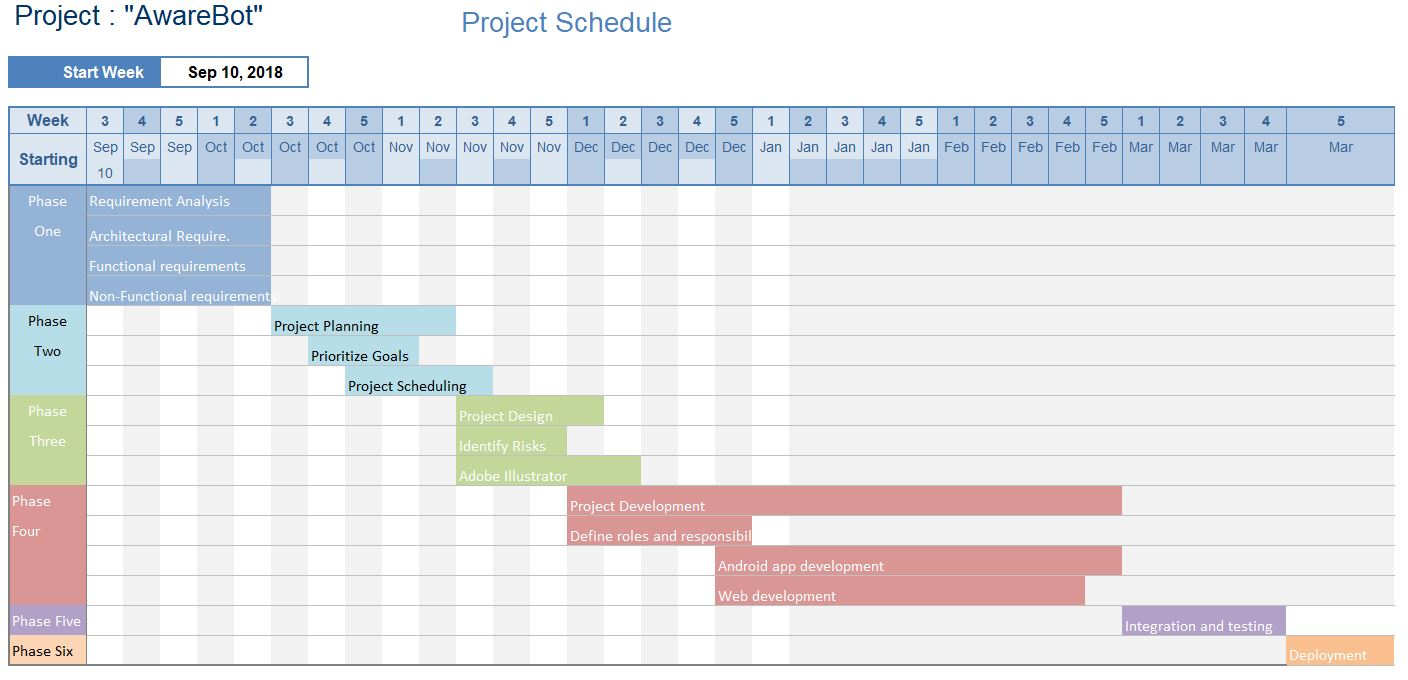 Project : "AwareBot"
Project Schedule
Start Week Sep 10, 2018
Week 3 4 5 1 2 3 4 5 1 2 3 4 5 1 2 3 4 5 1 2 3 4 5 1 2 3 4 5 1 2 3 4 5
Starting Sep Sep Sep Oct Oct Oct Oct Oct Nov Nov Nov Nov Nov Dec Dec Dec Dec Dec Jan Jan Jan Jan Jan Feb Feb Feb Feb Feb Mar Mar Mar Mar Mar
10
Phase One
Requirement Analysis
Architectural Require.
Functional requirements
Non-Functional requirements
Phase Two
Project Planning
Prioritize Goals
Project Scheduling
Phase Three
Project Design
Identify Risks
Adobe Illustrator
Phase Four
Project Development
Define roles and responsibil
Android app development
Web development
Phase Five
Integration and testing
Phase Six
Deployment